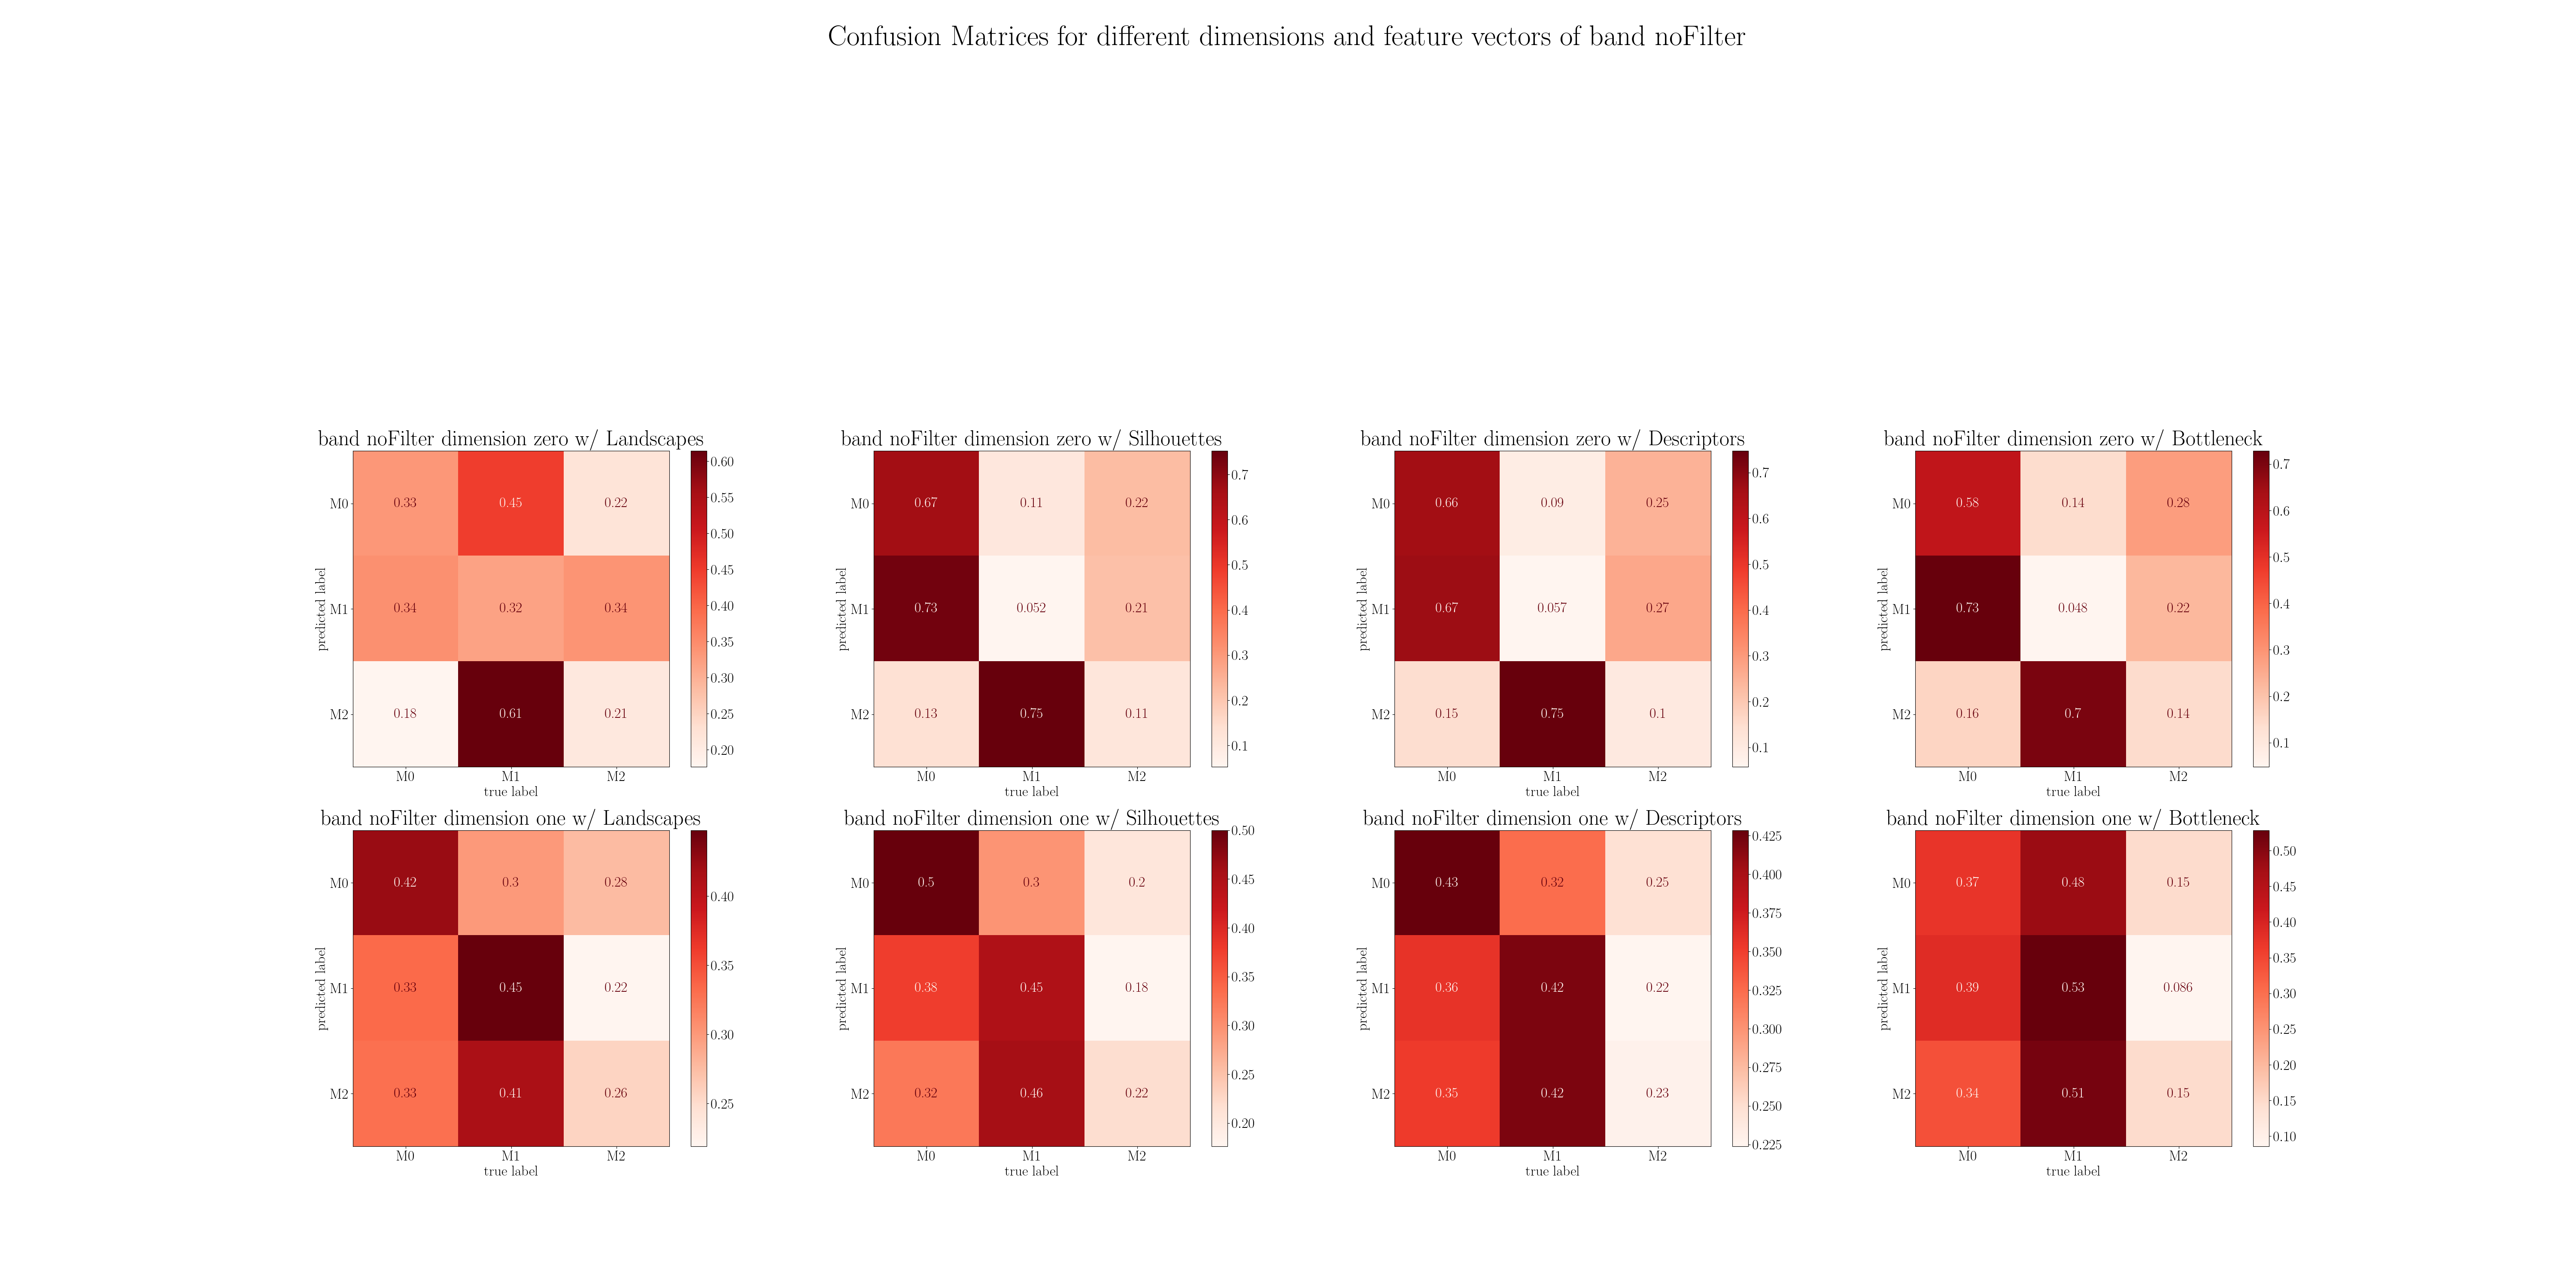 Confusion Matrices for different dimensions and feature vectors of band noFilter
band noFilter dimension zero w/ Landscapes
predicted label
M0
0.33
0.45
0.22
M1
0.34
0.32
0.34
M2
0.18
0.61
0.21
M0
M1
M2
true label
0.60
0.55
0.50
0.45
0.40
0.35
0.30
0.25
0.20
band noFilter dimension zero w/ Silhouettes
predicted label
M0
0.67
0.11
0.22
M1
0.73
0.052
0.21
M2
0.13
0.75
0.11
M0
M1
M2
true label
0.7
0.6
0.5
0.4
0.3
0.2
0.1
band noFilter dimension zero w/ Descriptors
predicted label
M0
0.66
0.09
0.25
M1
0.67
0.057
0.27
M2
0.15
0.75
0.1
M0
M1
M2
true label
0.7
0.6
0.5
0.4
0.3
0.2
0.1
band noFilter dimension zero w/ Bottleneck
predicted label
M0
0.58
0.14
0.28
M1
0.73
0.048
0.22
M2
0.16
0.7
0.14
M0
M1
M2
true label
0.7
0.6
0.5
0.4
0.3
0.2
0.1
band noFilter dimension one w/ Landscapes
predicted label
M0
0.42
0.3
0.28
M1
0.33
0.45
0.22
M2
0.33
0.41
0.26
M0
M1
M2
true label
0.40
0.35
0.30
0.25
band noFilter dimension one w/ Silhouettes
predicted label
M0
0.5
0.3
0.2
M1
0.38
0.45
0.18
M2
0.32
0.46
0.22
M0
M1
M2
true label
0.50
0.45
0.40
0.35
0.30
0.25
0.20
band noFilter dimension one w/ Descriptors
predicted label
M0
0.43
0.32
0.25
M1
0.36
0.42
0.22
M2
0.35
0.42
0.23
M0
M1
M2
true label
0.425
0.400
0.375
0.350
0.325
0.300
0.275
0.250
0.225
band noFilter dimension one w/ Bottleneck
predicted label
M0
0.37
0.48
0.15
M1
0.39
0.53
0.086
M2
0.34
0.51
0.15
M0
M1
M2
true label
0.50
0.45
0.40
0.35
0.30
0.25
0.20
0.15
0.10